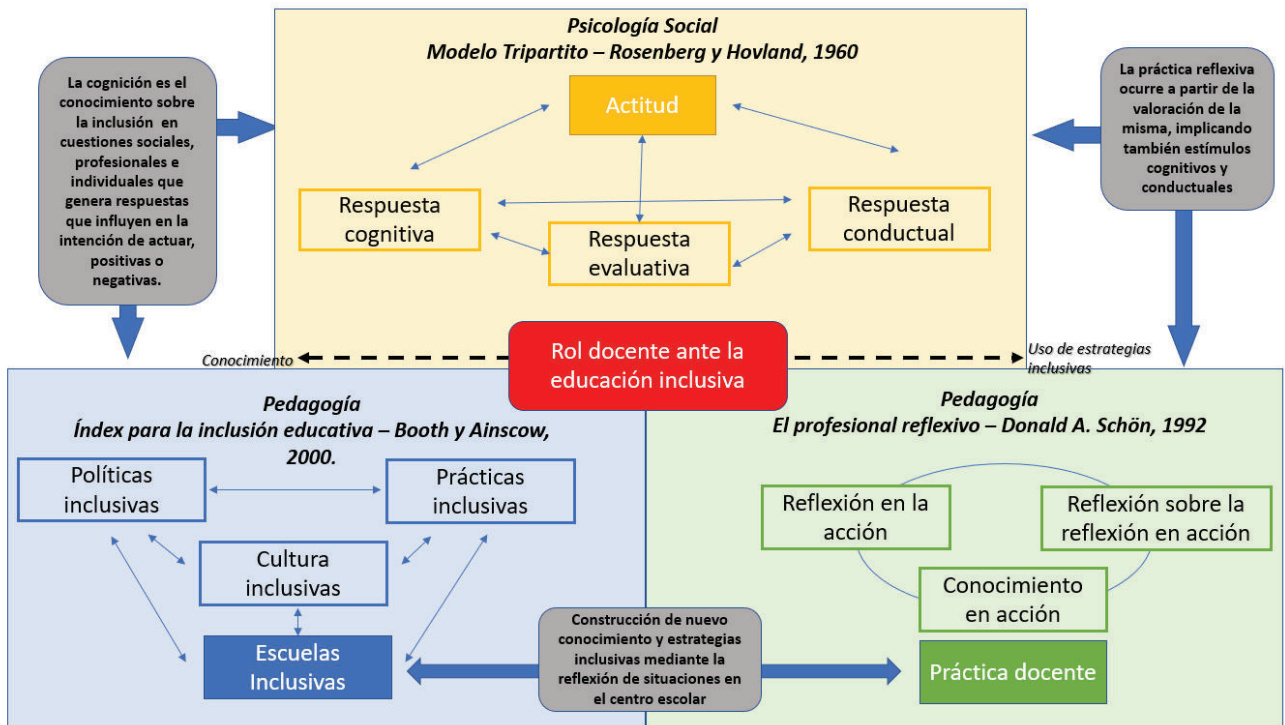 Psicología Social
Modelo Tripartito – Rosenberg y Hovland, 1960
La cognición es el
conocimiento sobre
la inclusión en
cuestiones sociales,
profesionales e
individuales que
genera respuestas
que influyen en la
intención de actuar,
positivas o
negativas.
Actitud
Respuesta
cognitiva
Respuesta
evaluativa
Respuesta
conductual
La práctica reflexiva
ocurre a partir de la
valoración de la
misma, implicando
también estímulos
cognitivos y
conductuales
Conocimiento
Rol docente ante la
educación inclusiva
Uso de estrategias
inclusivas
Pedagogía
Índex para la inclusión educativa – Booth y Ainscow,
2000.
Políticas
inclusivas
Prácticas
inclusivas
Cultura
inclusivas
Escuelas
Inclusivas
Construcción de nuevo
conocimiento y estrategias
inclusivas mediante la
reflexión de situaciones en
el centro escolar
Pedagogía
El profesional reflexivo – Donald A. Schön, 1992
Reflexión en la
acción
Reflexión sobre la
reflexión en acción
Conocimiento
en acción
Práctica docente